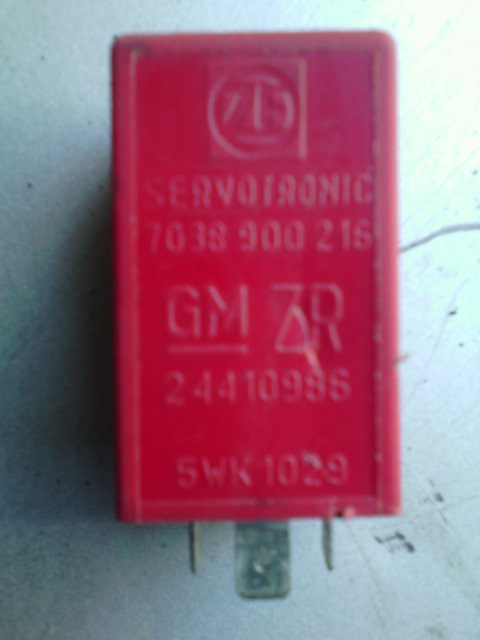 ZF
SERVOTRONIC
7038 900 216
GM ZR
24410986
5WK1029